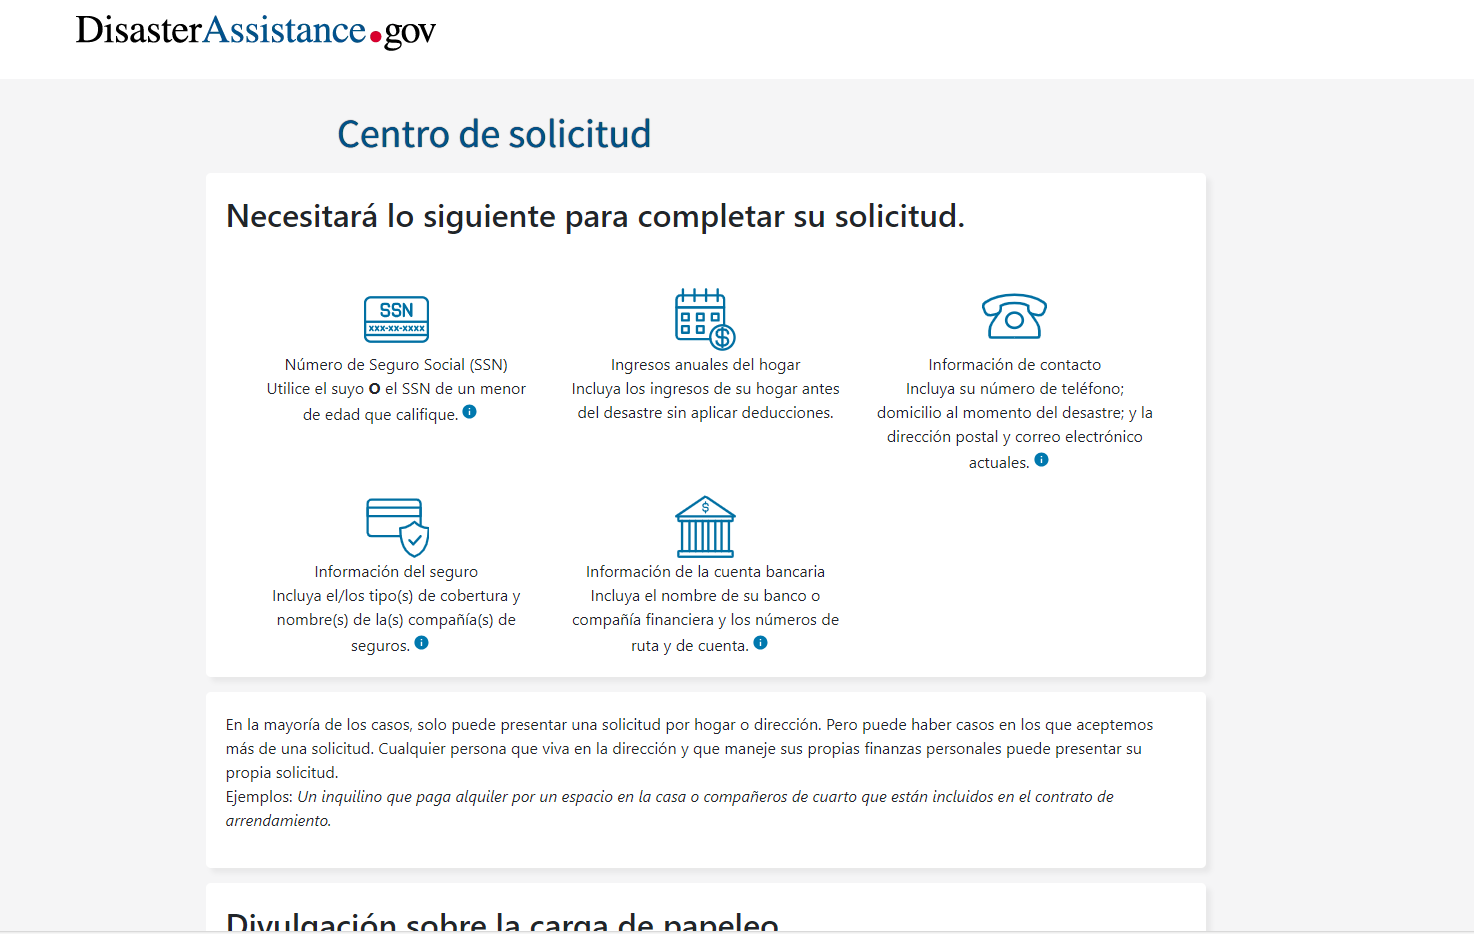 DisasterAssistance.gov
Centro de solicitud
Necesitará lo siguiente para completar su solicitud.
SSN
xxx-xx-xxxx
Número de Seguro Social (SSN)
Utilice el suyo O el SSN de un menor
de edad que califique.
$
Ingresos anuales del hogar
Incluya los ingresos de su hogar antes
del desastre sin aplicar deducciones.
Información de contacto
Incluya su número de teléfono;
domicilio al momento del desastre; y la
dirección postal y correo electrónico
actuales.
Información del seguro
Incluya el/los tipo(s) de cobertura y
nombre(s) de la(s) compañía(s) de
seguros.
$
Información de la cuenta bancaria
Incluya el nombre de su banco o
compañía financiera y los números de
ruta y de cuenta.
En la mayoría de los casos, solo puede presentar una solicitud por hogar o dirección. Pero puede haber casos en los que aceptemos
más de una solicitud. Cualquier persona que viva en la dirección y que maneje sus propias finanzas personales puede presentar su
propia solicitud.
Ejemplos: Un inquilino que paga alquiler por un espacio en la casa o compañeros de cuarto que están incluidos en el contrato de
arrendamiento.
Divulgación sobre la carga de papeleo